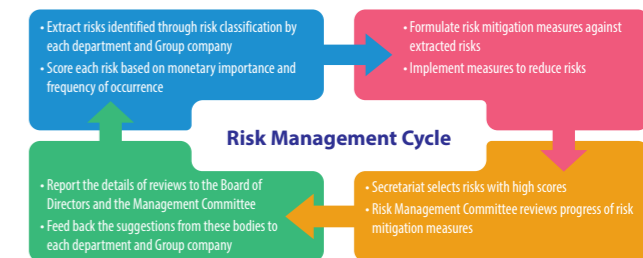 • Extract risks identified through risk classification by
each department and Group company
• Score each risk based on monetary importance and
frequency of occurrence
• Formulate risk mitigation measures against
extracted risks
• Implement measures to reduce risks
Risk Management Cycle
• Report the details of reviews to the Board of
Directors and the Management Committee
• Feed back the suggestions from these bodies to
each department and Group company
• Secretariat selects risks with high scores
• Risk Management Committee reviews progress of risk
mitigation measures